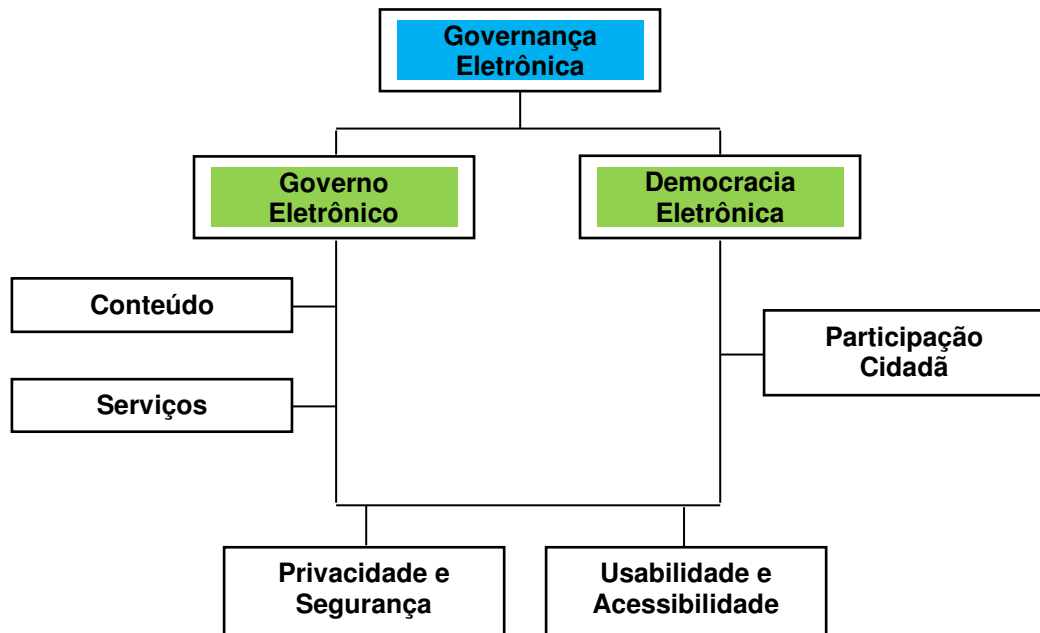 Governança
Eletrônica
Governo
Eletrônico
Democracia
Eletrônica
Conteúdo
Participação
Cidadã
Serviços
Privacidade e
Segurança
Usabilidade e
Acessibilidade